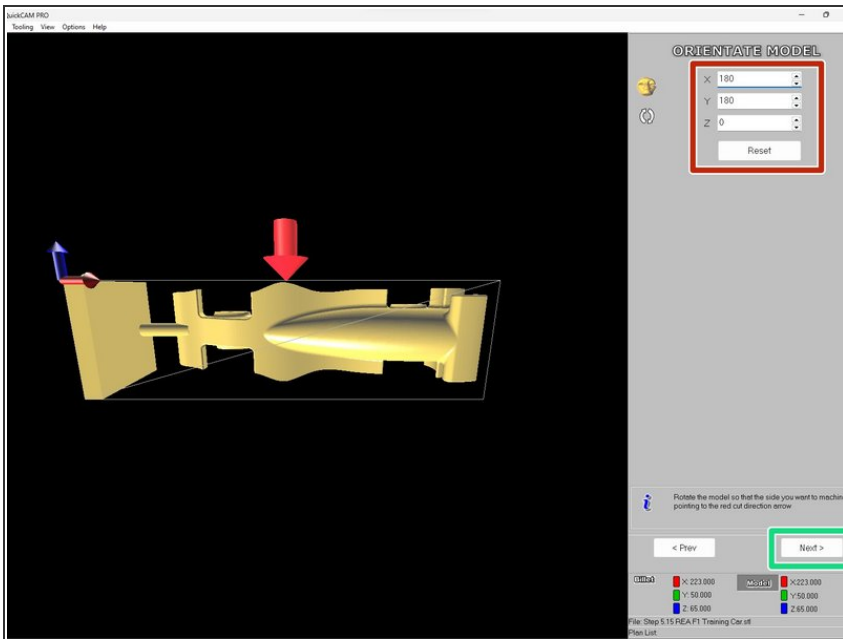 uickCAM PRO
Tooling View Options Help
ORIENTATE MODEL
X 180
Y 180
Z 0
Reset
Rotate the model so that the side you want to machin
pointing to the red cut direction arrow
< Prev Next >
Billet X: 223.000 Model X:223.000
Y: 50.000 Y:50.000
Z: 65.000 Z:65.000
File: Step 5.15 REA F1 Training Car.stl
Plan List